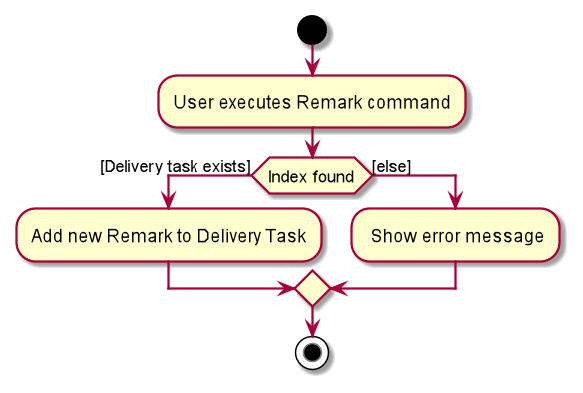 User executes Remark command
[Delivery task exists]
Index found
[else]
Add new Remark to Delivery Task
Show error message